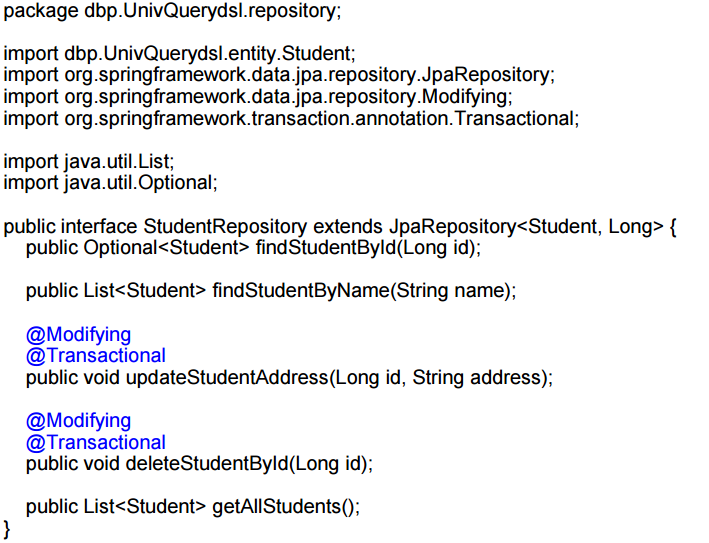 package dbp.UnivQuerydsl.repository;
import dbp.UnivQuerydsl.entity.Student;
import org.springframework.data.jpa.repository.JpaRepository;
import org.springframework.data.jpa.repository.Modifying;
import org.springframework.transaction.annotation.Transactional;
import java.util.List;
import java.util.Optional;
public interface StudentRepository extends JpaRepository<Student, Long> {
public Optional<Student> findStudentById(Long id);
public List<Student> findStudentByName(String name);
@Modifying
@Transactional
public void updateStudentAddress(Long id, String address);
@Modifying
@Transactional
public void deleteStudentById(Long id);
public List<Student> getAllStudents();
}